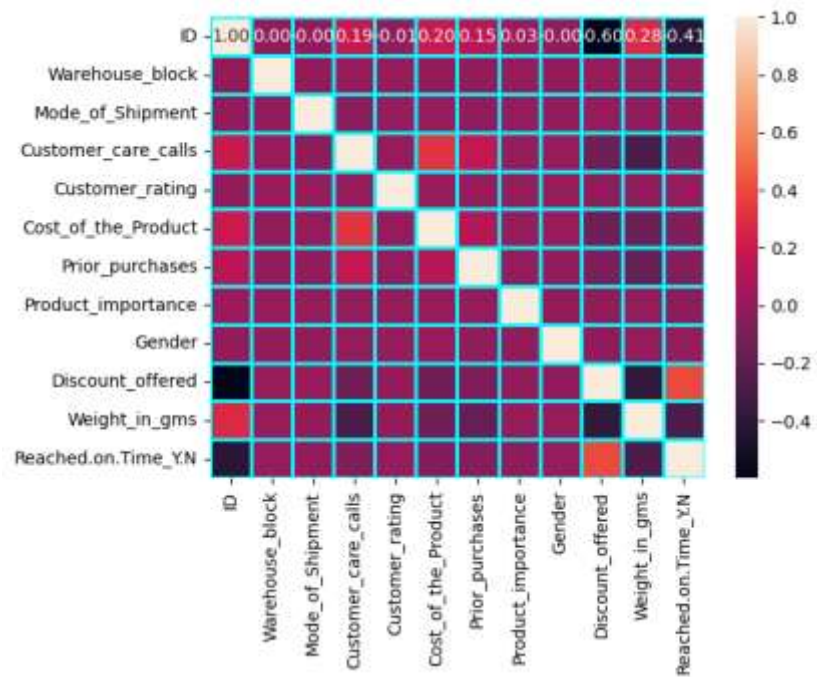 ID 1.00 -0.00 -0.00 0.19 -0.01 0.20 0.15 0.03 -0.00 -0.60 0.28 -0.41
Warehouse_block
Mode_of_Shipment
Customer_care_calls
Customer_rating
Cost_of_the_Product
Prior_purchases
Product_importance
Gender
Discount_offered
Weight_in_gms
Reached.on.Time_Y.N
ID
Warehouse_block
Mode_of_Shipment
Customer_care_calls
Customer_rating
Cost_of_the_Product
Prior_purchases
Product_importance
Gender
Discount_offered
Weight_in_gms
Reached.on.Time_Y.N
1.0
0.8
0.6
0.4
0.2
0.0
−0.2
−0.4